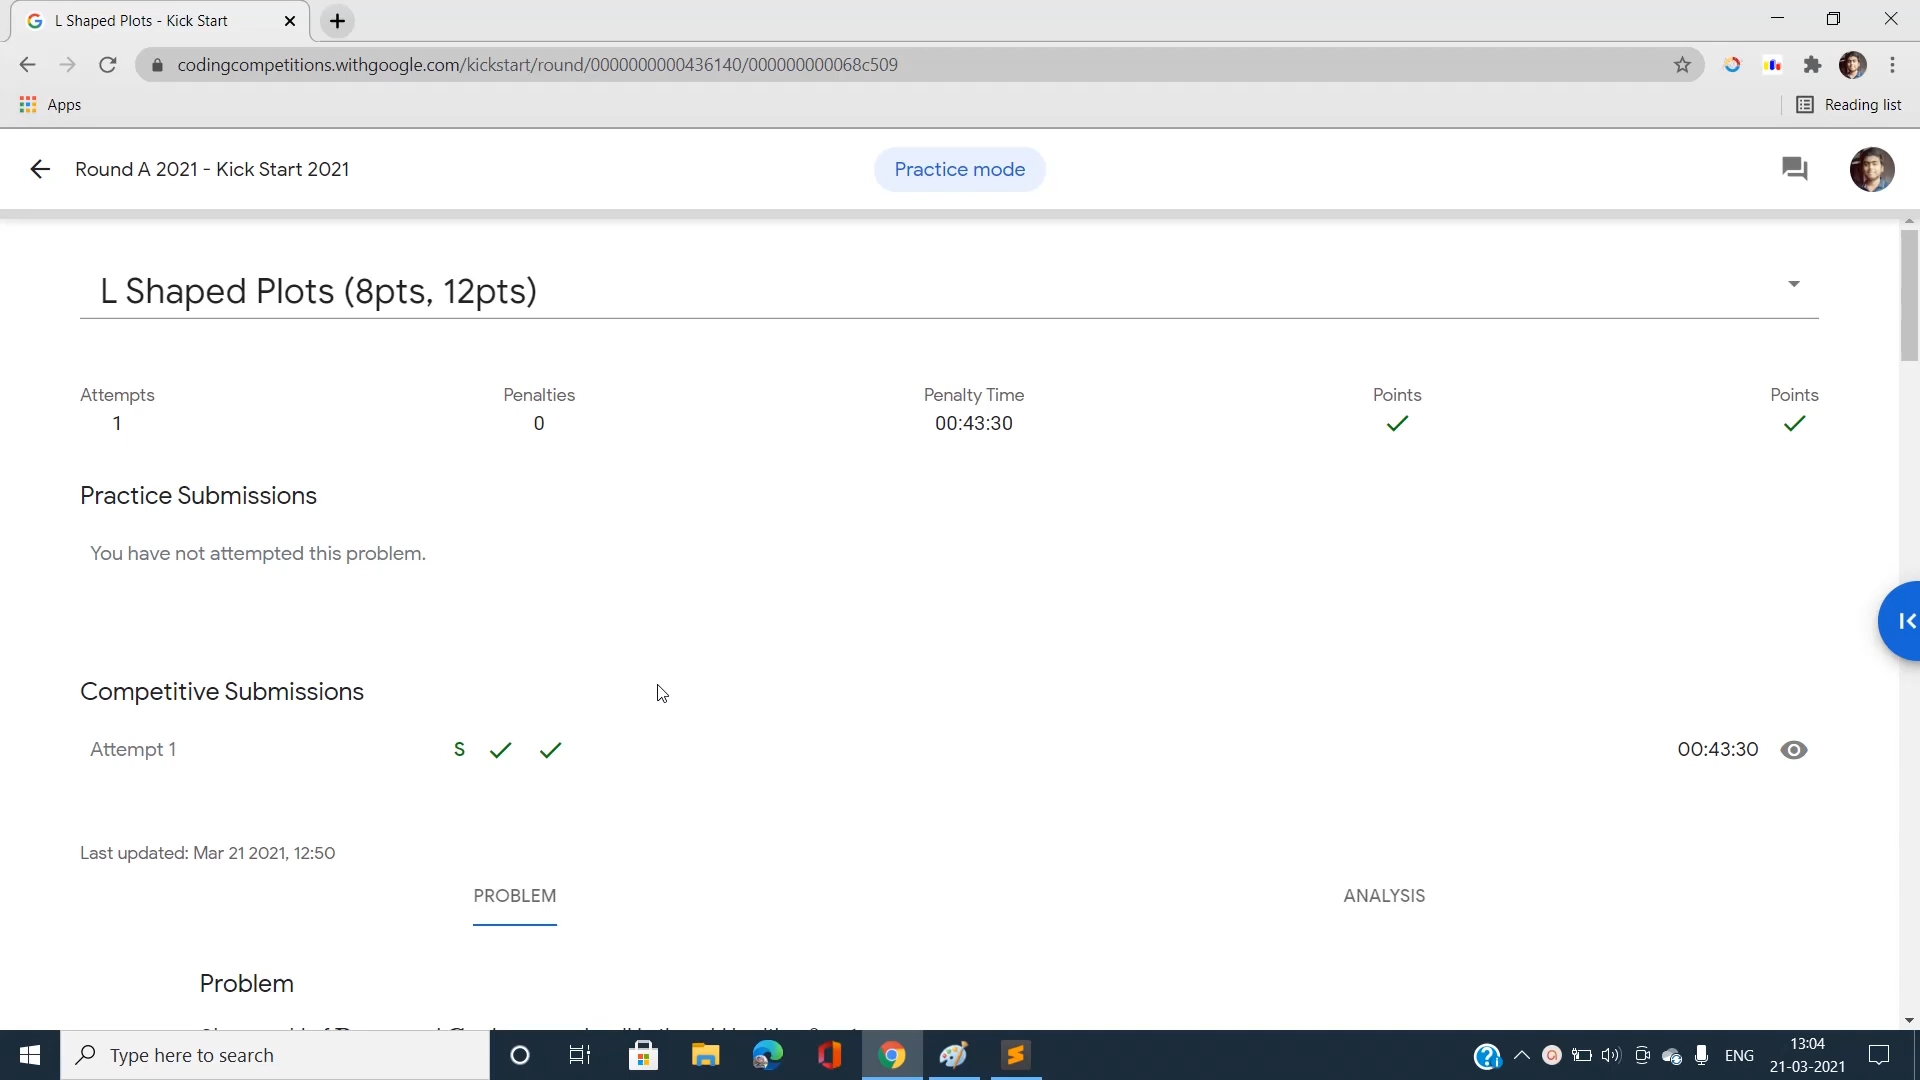 L Shaped Plots - Kick Start
codingcompetitions.withgoogle.com/kickstart/round/0000000000436140/000000000068c509
Apps
Reading list
Round A 2021 - Kick Start 2021
Practice mode
L Shaped Plots (8pts, 12pts)
Attempts
Penalties
Penalty Time
Points
Points
1
0
00:43:30
Practice Submissions
You have not attempted this problem.
Competitive Submissions
Attempt 1
S
00:43:30
Last updated: Mar 21 2021, 12:50
PROBLEM
ANALYSIS
Problem
Type here to search
ENG
13:04
21-03-2021